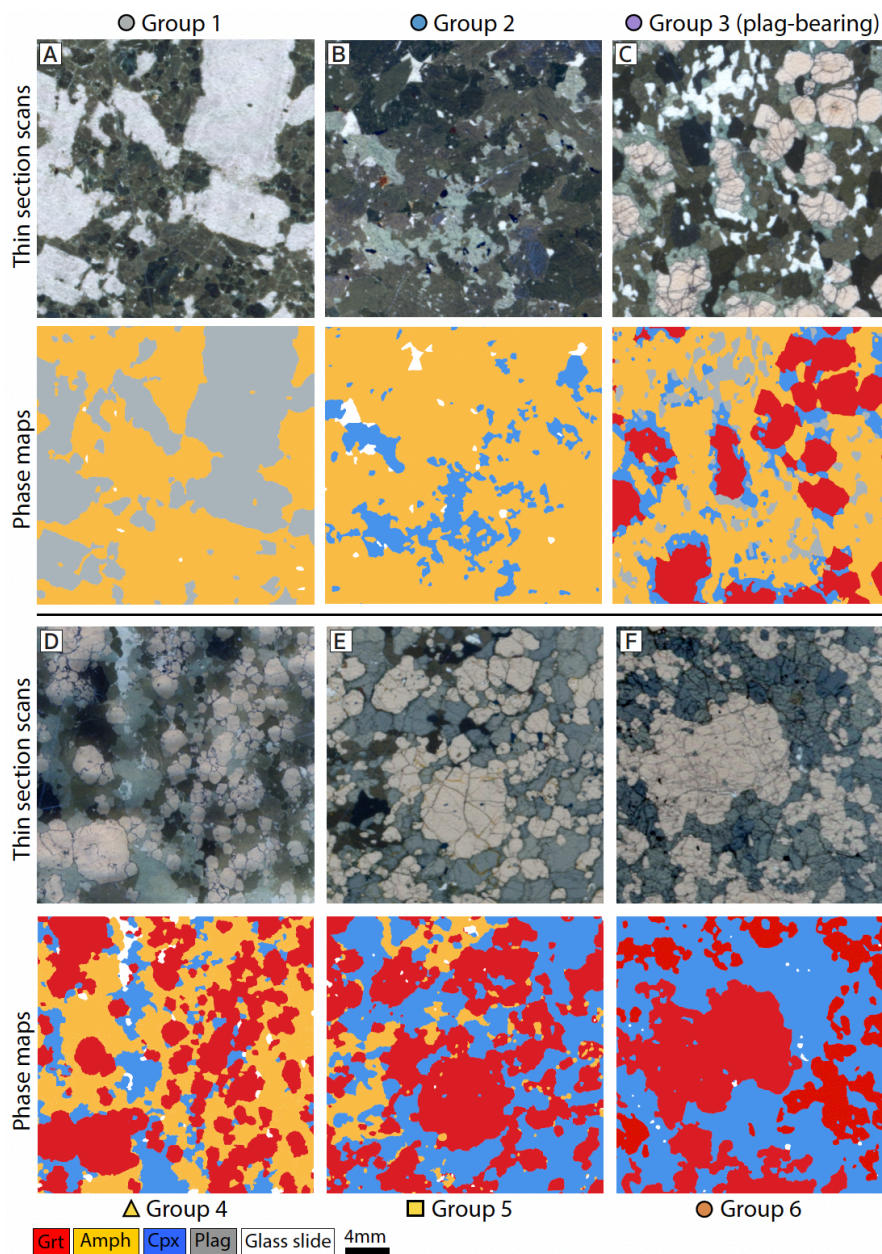 Group 1 Group 2 Group 3 (plag-bearing)
Thin section scans
A B C
Phase maps
Thin section scans
D E F
Phase maps
Group 4 Group 5 Group 6
Grt Amph Cpx Plag Glass slide 4mm